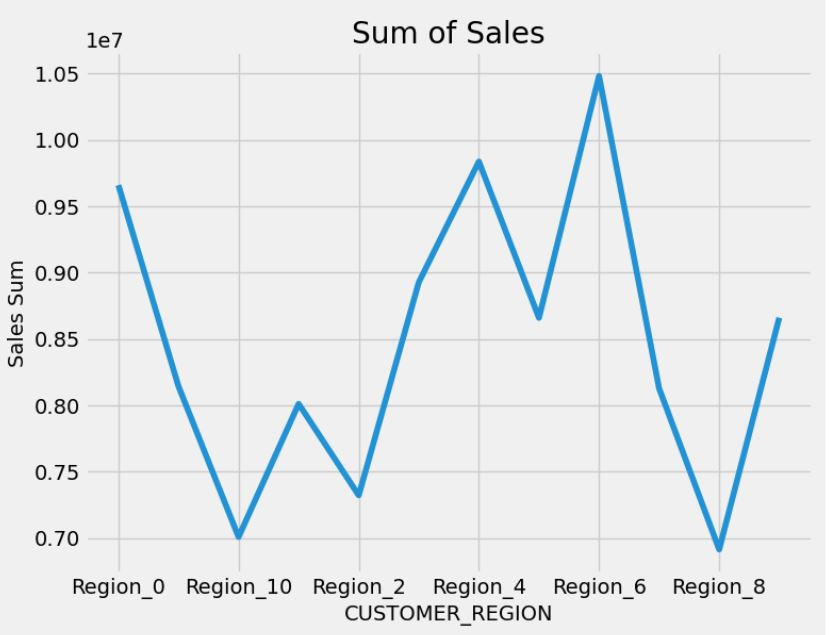 Sum of Sales
1e7
1.05
1.00
0.95
0.90
0.85
0.80
0.75
0.70
Sales Sum
Region_0 Region_10 Region_2 Region_4 Region_6 Region_8
CUSTOMER_REGION